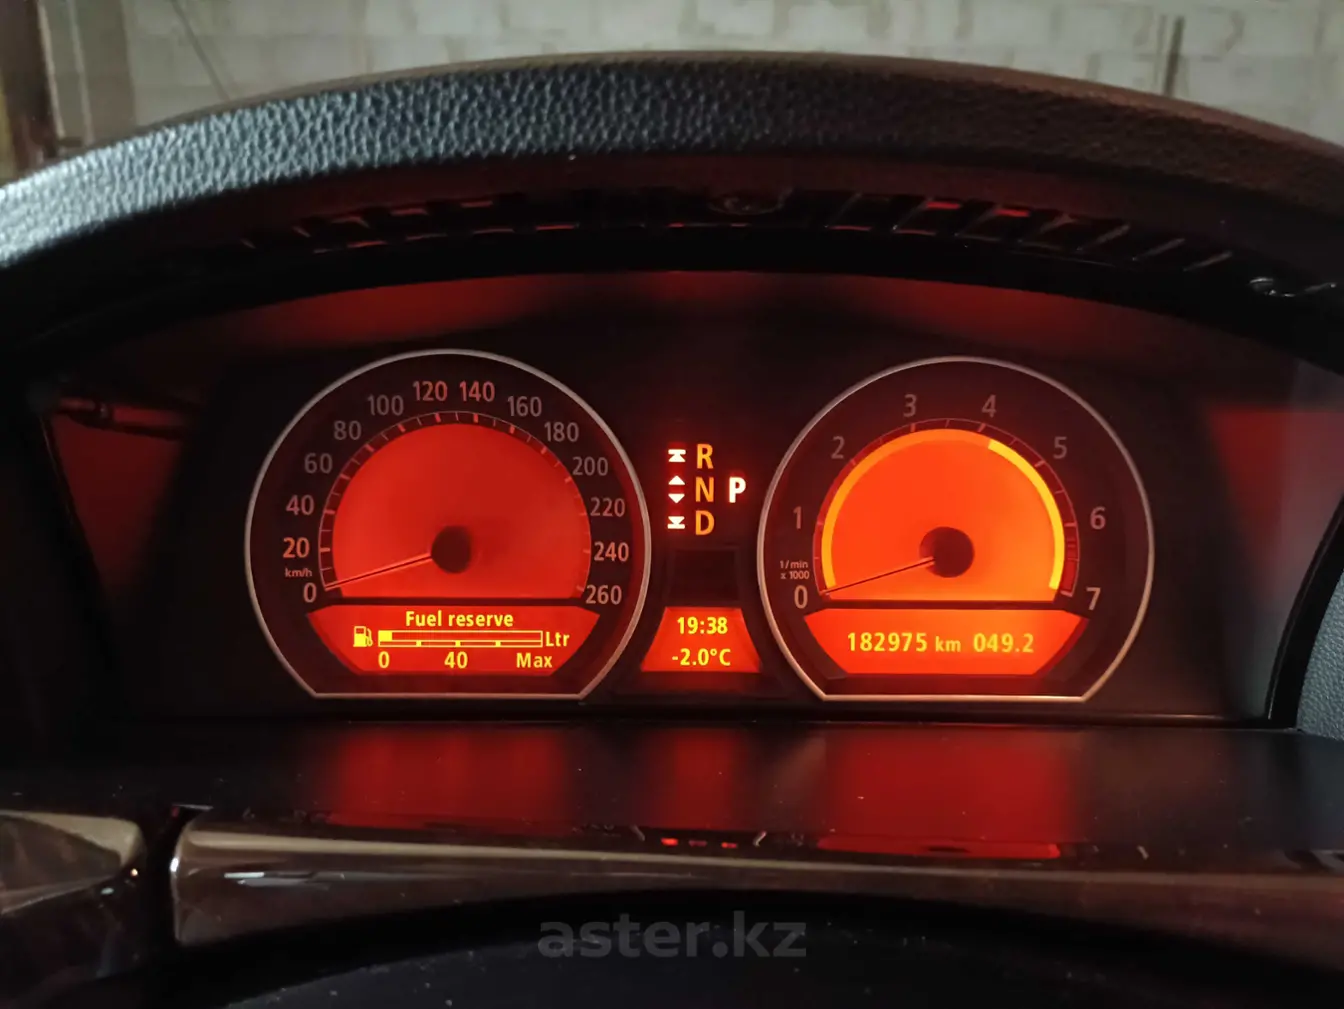 0 20 40 60 80 100 120 140 160 180 200 220 240 260
km/h
Fuel reserve
Ltr
0 40 Max
R
N P
D
19:38
-2.0°C
0 1 2 3 4 5 6 7
1/min
x 1000
182975 km 049.2
aster.kz